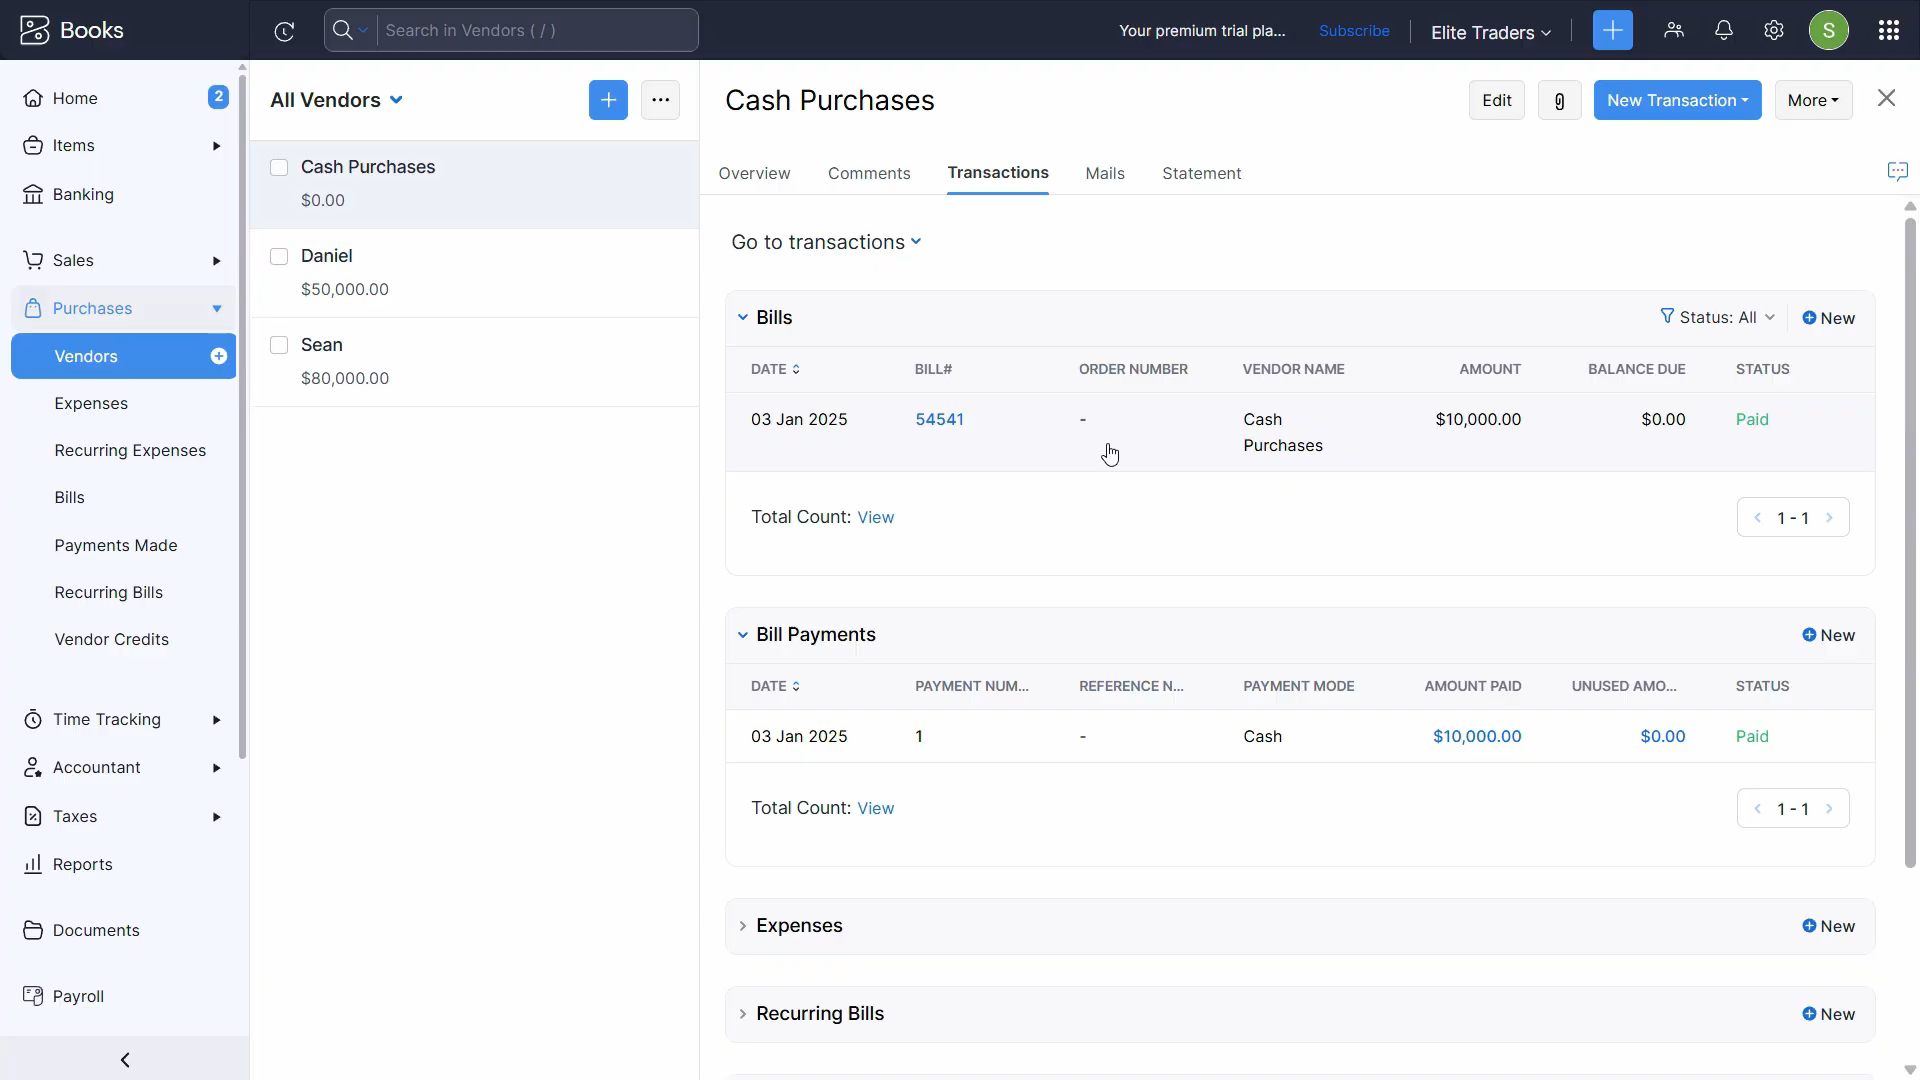 Books
Search in Vendors ( / )
Your premium trial pla...
Subscribe
Elite Traders
S
Home
2
Items
Banking
Sales
Purchases
Vendors
Expenses
Recurring Expenses
Bills
Payments Made
Recurring Bills
Vendor Credits
Time Tracking
Accountant
Taxes
Reports
Documents
Payroll
All Vendors
Cash Purchases
$0.00
Daniel
$50,000.00
Sean
$80,000.00
Cash Purchases
Edit
New Transaction
More
Overview Comments Transactions Mails Statement
Go to transactions
Bills
Status: All
New
DATE BILL# ORDER NUMBER VENDOR NAME AMOUNT BALANCE DUE STATUS
03 Jan 2025 54541 - Cash $10,000.00 $0.00 Paid
Purchases
Total Count: View
1 - 1
Bill Payments
New
DATE PAYMENT NUM... REFERENCE N... PAYMENT MODE AMOUNT PAID UNUSED AMO... STATUS
03 Jan 2025 1 - Cash $10,000.00 $0.00 Paid
Total Count: View
1 - 1
Expenses
New
Recurring Bills
New